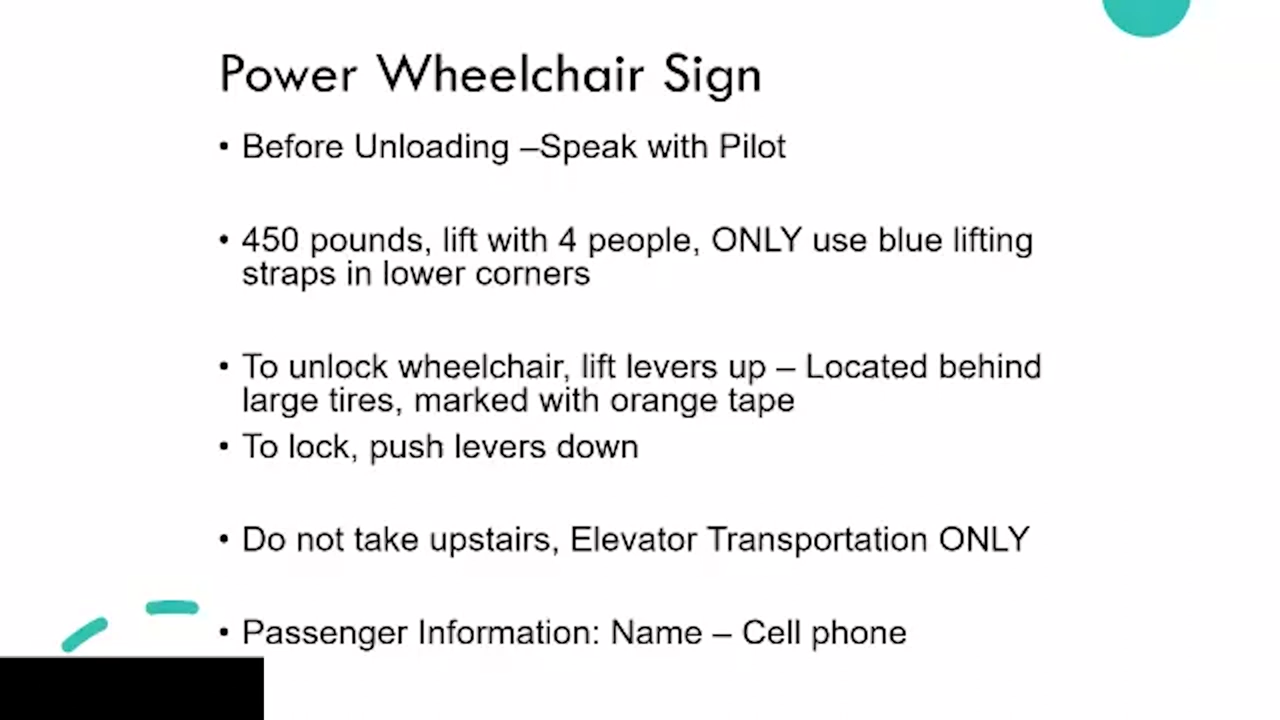 Power Wheelchair Sign
• Before Unloading –Speak with Pilot
• 450 pounds, lift with 4 people, ONLY use blue lifting
straps in lower corners
• To unlock wheelchair, lift levers up – Located behind
large tires, marked with orange tape
• To lock, push levers down
• Do not take upstairs, Elevator Transportation ONLY
• Passenger Information: Name – Cell phone